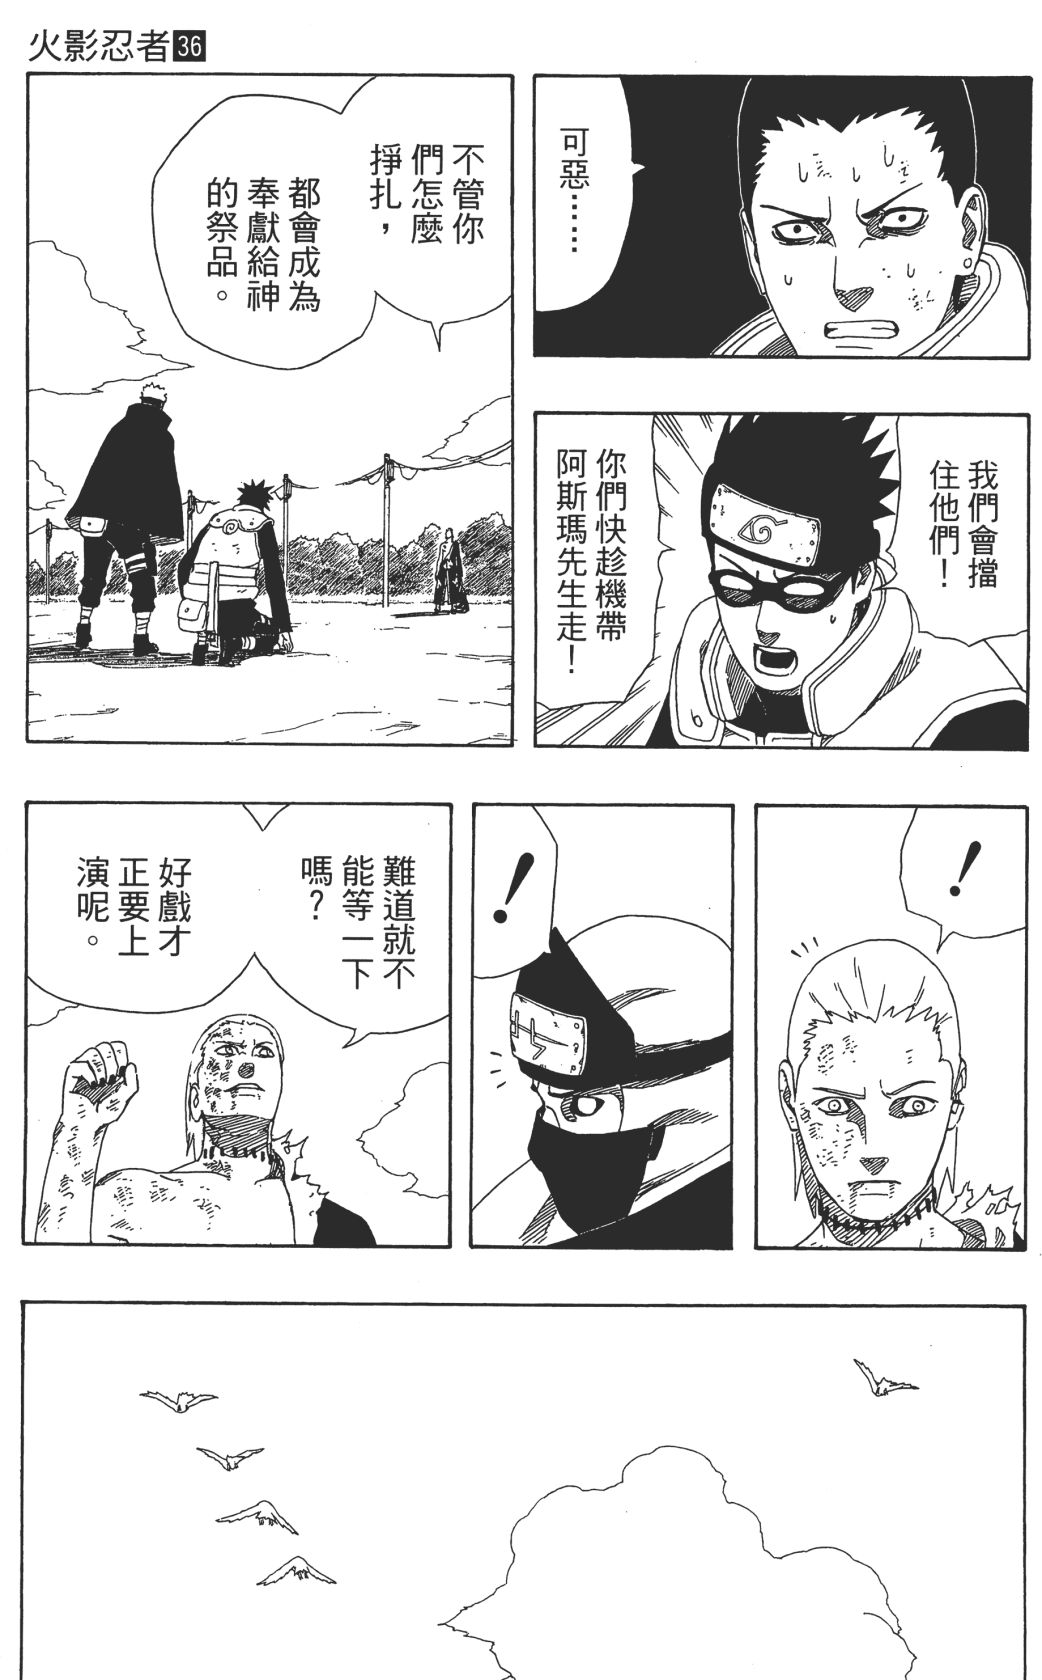 火影忍者36
可惡……
我們會擋
住他們！
你們快趁機帶
阿斯瑪先生走！
不管你
們怎麼
掙扎，
都會成為
奉獻給神
的祭品。
！
！
難道就不
能等一下
嗎？
好戲才
正要上
演呢。